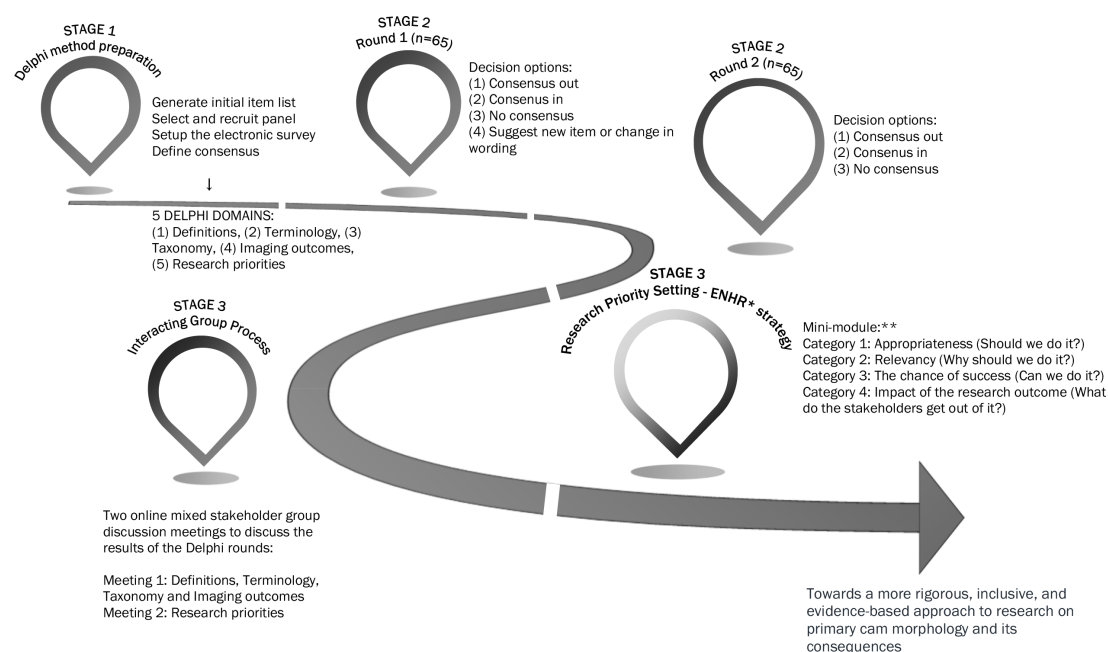 STAGE 1
Delphi method preparation
Generate initial item list
Select and recruit panel
Setup the electronic survey
Define consensus
↓
5 DELPHI DOMAINS:
(1) Definitions, (2) Terminology, (3)
Taxonomy, (4) Imaging outcomes,
(5) Research priorities
STAGE 2
Round 1 (n=65)
Decision options:
(1) Consensus out
(2) Consenus in
(3) No consensus
(4) Suggest new item or change in
wording
STAGE 2
Round 2 (n=65)
Decision options:
(1) Consensus out
(2) Consenus in
(3) No consensus
STAGE 3
Interacting Group Process
Two online mixed stakeholder group
discussion meetings to discuss the
results of the Delphi rounds:
Meeting 1: Definitions, Terminology,
Taxonomy and Imaging outcomes
Meeting 2: Research priorities
STAGE 3
Research Priority Setting - ENHR* strategy
Mini-module:**
Category 1: Appropriateness (Should we do it?)
Category 2: Relevancy (Why should we do it?)
Category 3: The chance of success (Can we do it?)
Category 4: Impact of the research outcome (What
do the stakeholders get out of it?)
Towards a more rigorous, inclusive, and
evidence-based approach to research on
primary cam morphology and its
consequences